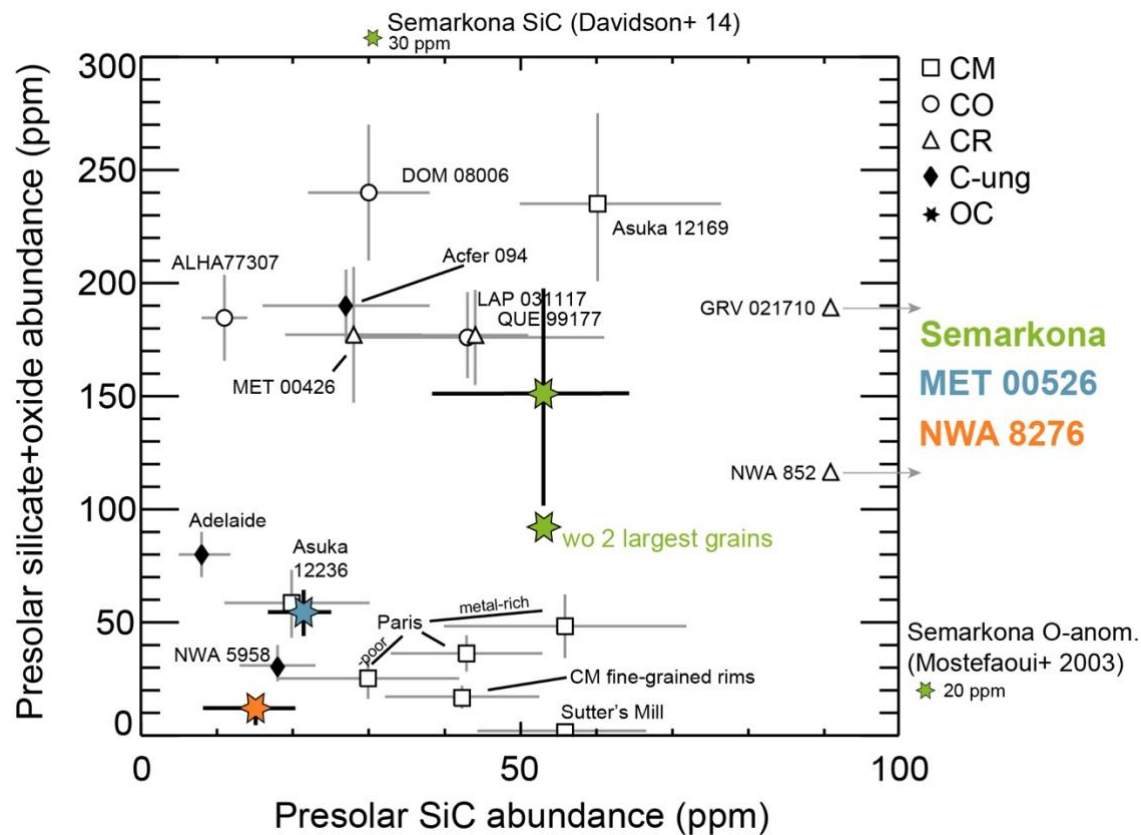 Semarkona SiC (Davidson+ 14)
30 ppm
300
250
200
150
100
50
0
Presolar silicate+oxide abundance (ppm)
DOM 08006
Asuka 12169
ALHA77307
Acfer 094
LAP 031117
QUE 99177
GRV 021710
MET 00426
NWA 852
wo 2 largest grains
Adelaide
Asuka
12236
metal-rich
Paris
-poor
NWA 5958
CM fine-grained rims
Sutter's Mill
0
50
100
Presolar SiC abundance (ppm)
CM
CO
CR
C-ung
OC
Semarkona
MET 00526
NWA 8276
Semarkona O-anom.
(Mostefaoui+ 2003)
20 ppm